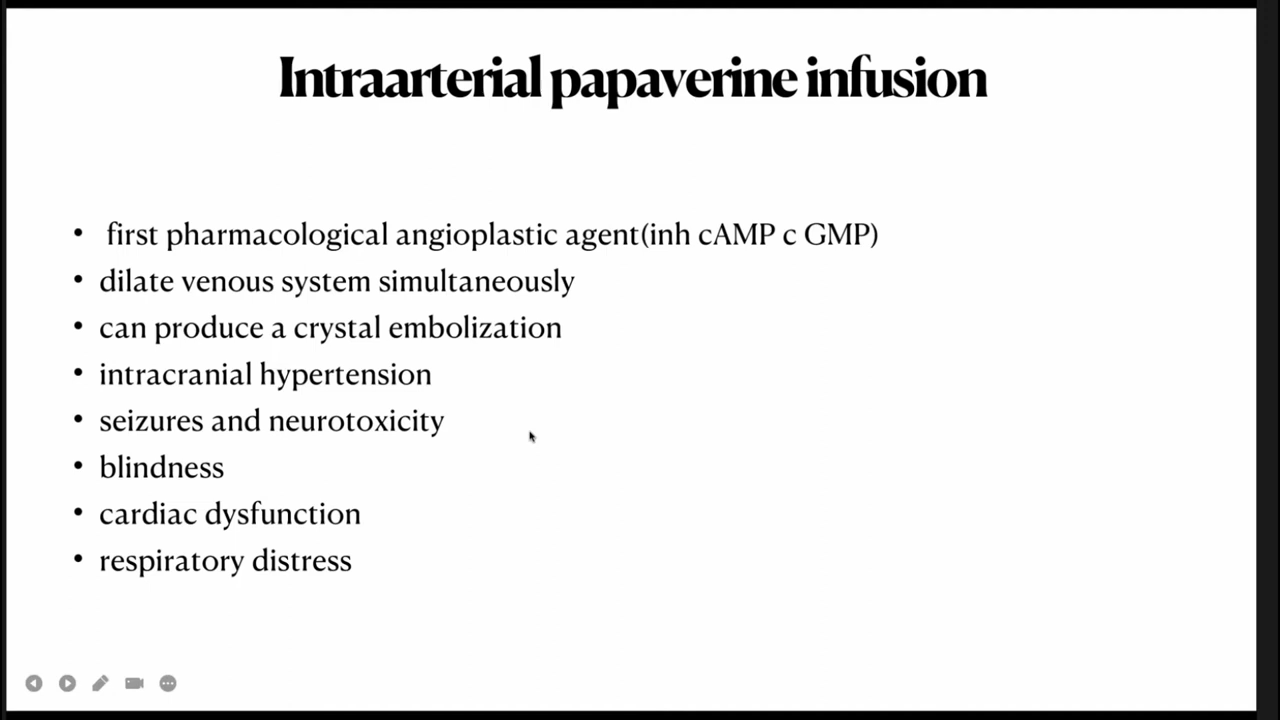 Intraarterial papaverine infusion
• first pharmacological angioplastic agent(inh cAMP c GMP)
• dilate venous system simultaneously
• can produce a crystal embolization
• intracranial hypertension
• seizures and neurotoxicity
• blindness
• cardiac dysfunction
• respiratory distress